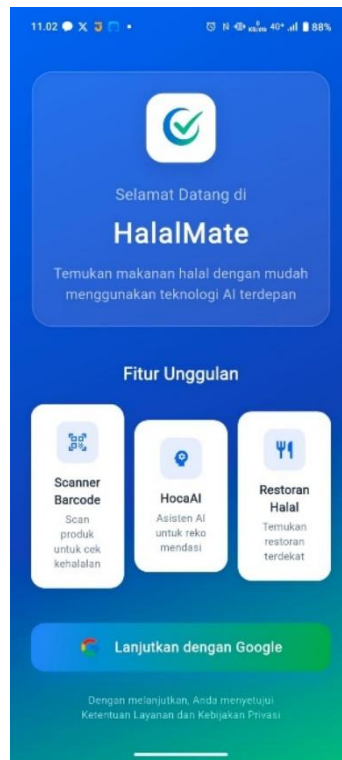 11.02 88%
Selamat Datang di
HalalMate
Temukan makanan halal dengan mudah
menggunakan teknologi AI terdepan
Fitur Unggulan
Scanner
Barcode
Scan
produk
untuk cek
kehalalan
HocaAI
Asisten AI
untuk reko
mendasi
Restoran
Halal
Temukan
restoran
terdekat
Lanjutkan dengan Google
Dengan melanjutkan, Anda menyetujui
Ketentuan Layanan dan Kebijakan Privasi